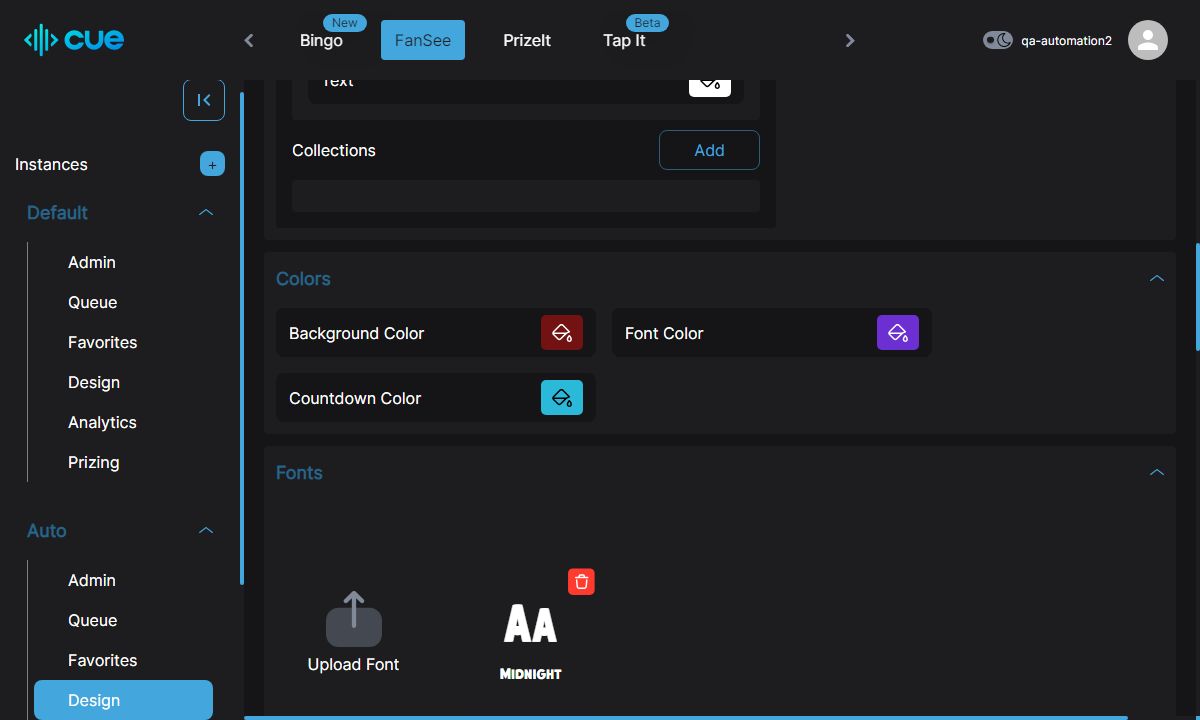 cue
Bingo
New
FanSee
PrizeIt
Tap It
Beta
qa-automation2
Instances
+
Default
Admin
Queue
Favorites
Design
Analytics
Prizing
Auto
Admin
Queue
Favorites
Design
Text
Collections
Add
Colors
Background Color
Font Color
Countdown Color
Fonts
Upload Font
AA
MIDNIGHT